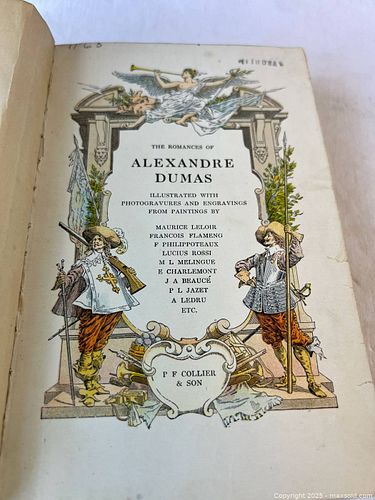 1763
THE ROMANCES OF
ALEXANDRE
DUMAS
ILLUSTRATED WITH
PHOTOGRAVURES AND ENGRAVINGS
FROM PAINTINGS BY
MAURICE LELOIR
FRANCOIS FLAMENG
F PHILIPPOTEAUX
LUCIUS ROSSI
M L MELINGUE
E CHARLEMONT
J A BEAUCÉ
P L JAZET
A LEDRU
ETC.
P F COLLIER
& SON
Copyright 2025 - maxsold.com